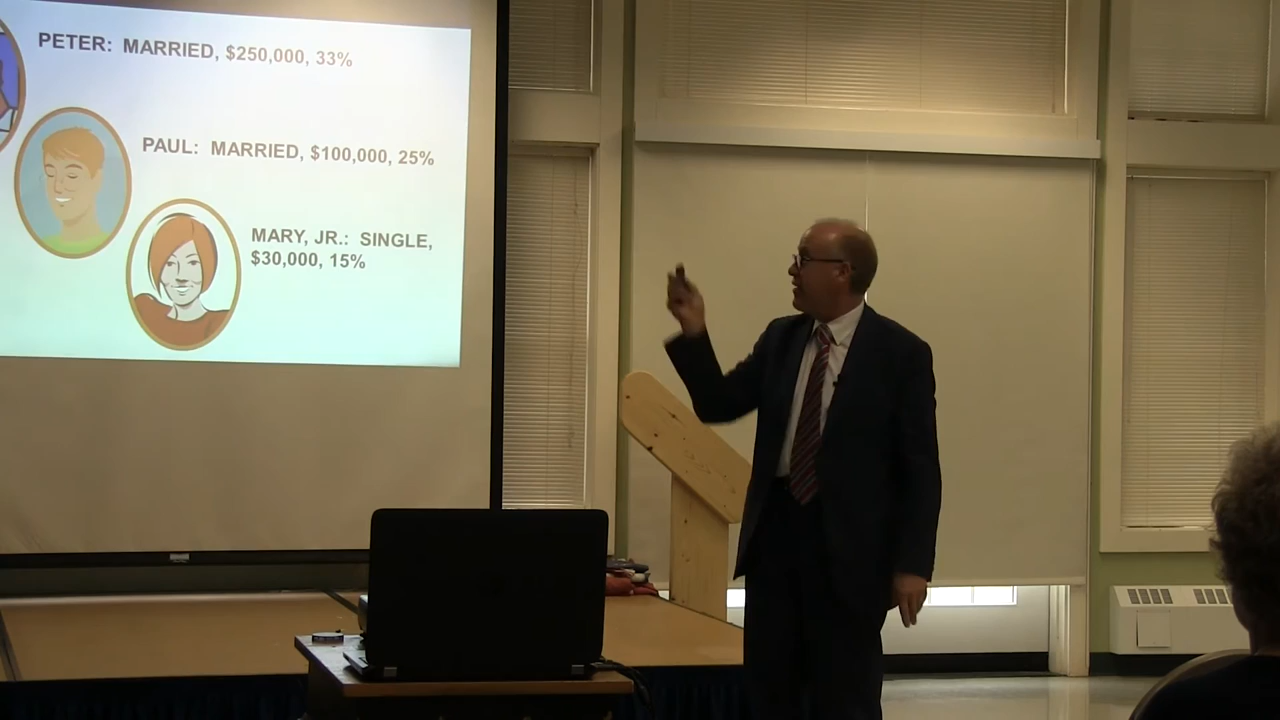 PETER: MARRIED, $250,000, 33%
PAUL: MARRIED, $100,000, 25%
MARY, JR.: SINGLE,
$30,000, 15%